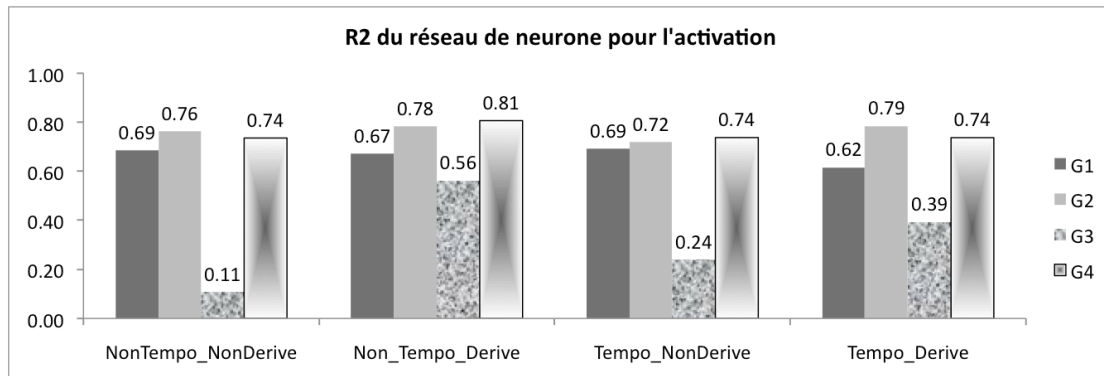 R2 du réseau de neurone pour l'activation
1.00
0.80
0.60
0.40
0.20
0.00
0.69
0.76
0.11
0.74
0.67
0.78
0.56
0.81
0.69
0.72
0.24
0.74
0.62
0.79
0.39
0.74
NonTempo_NonDerive
Non_Tempo_Derive
Tempo_NonDerive
Tempo_Derive
G1
G2
G3
G4